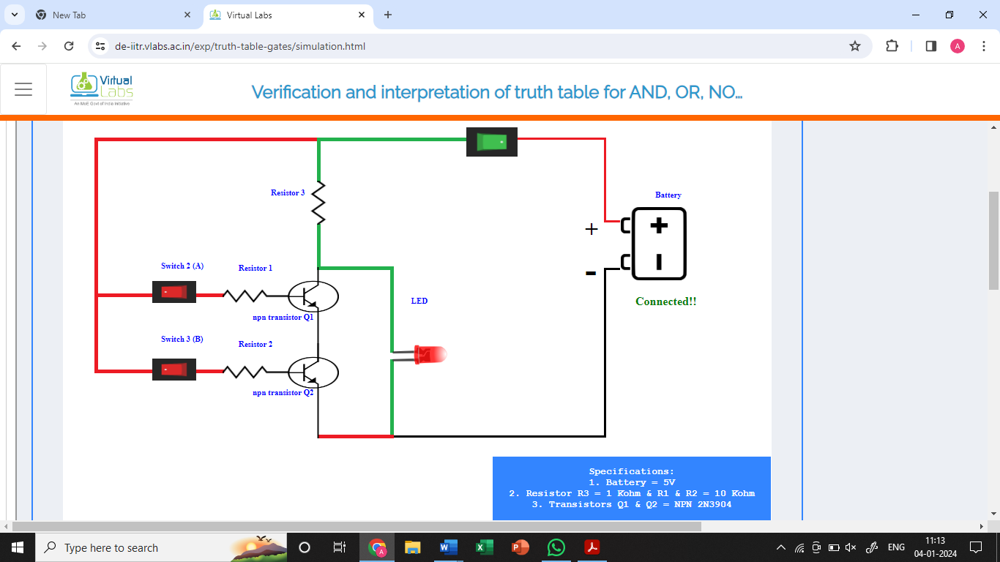 New Tab
Virtual Labs
de-iitr.vlabs.ac.in/exp/truth-table-gates/simulation.html
A
Virtual
Labs
An MoE Govt of India Initiative
Verification and interpretation of truth table for AND, OR, NO...
Resistor 3
Battery
+
-
Connected!!
Switch 2 (A)
Resistor 1
npn transistor Q1
LED
Switch 3 (B)
Resistor 2
npn transistor Q2
Specifications:
1. Battery = 5V
2. Resistor R3 = 1 Kohm & R1 & R2 = 10 Kohm
3. Transistors Q1 & Q2 = NPN 2N3904
Type here to search
ENG
11:13
04-01-2024